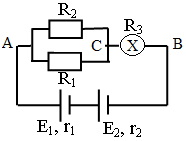 R₂
A
C
R₃
X
B
R₁
E₁, r₁
E₂, r₂